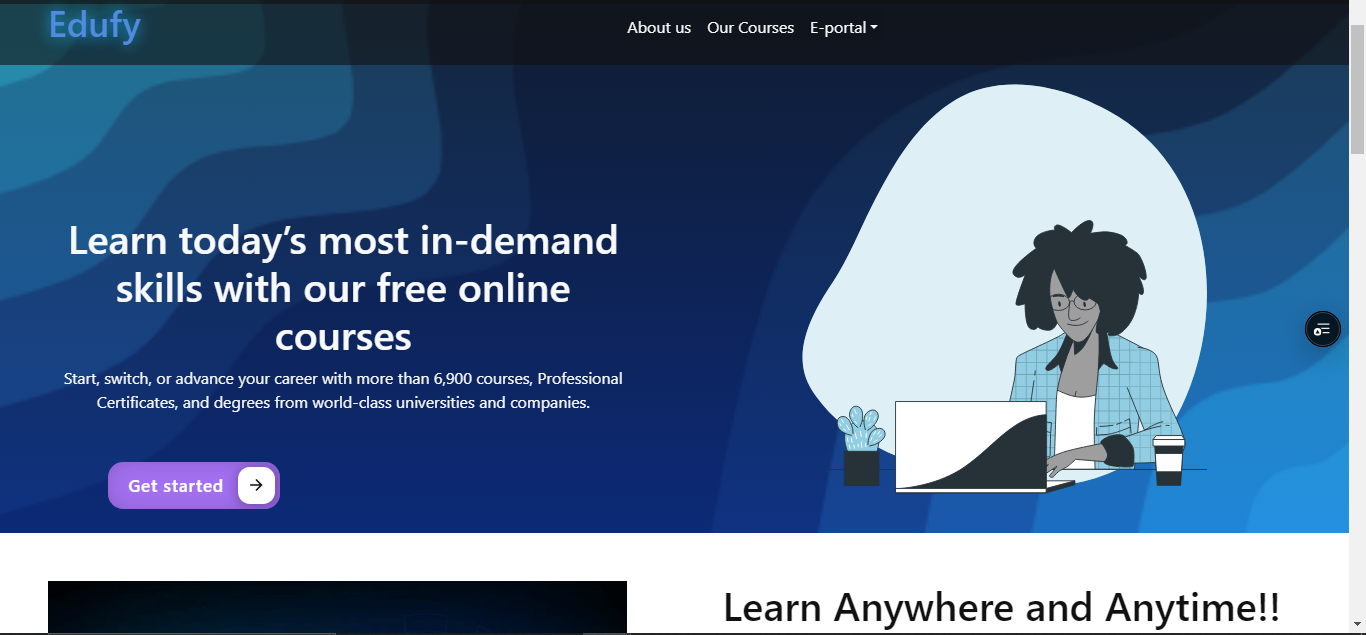 Edufy
About us Our Courses E-portal
Learn today’s most in-demand
skills with our free online
courses
Start, switch, or advance your career with more than 6,900 courses, Professional
Certificates, and degrees from world-class universities and companies.
Get started
Learn Anywhere and Anytime!!